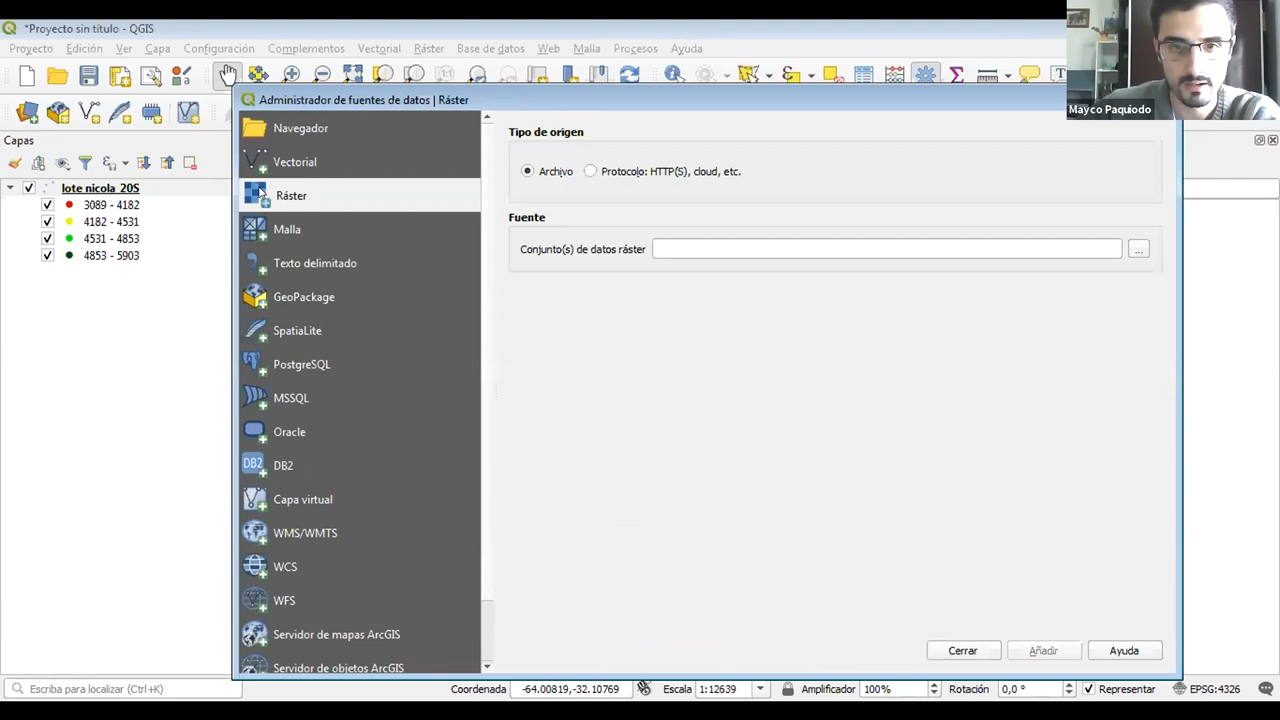 *Proyecto sin título - QGIS
Proyecto Edición Ver Capa Configuración Complementos Vectorial Ráster Base de datos Web Malla Procesos Ayuda
Mayco Paquiodo
Administrador de fuentes de datos | Ráster
Capas
lote nicola_20S
3089 - 4182
4182 - 4531
4531 - 4853
4853 - 5903
Navegador
Vectorial
Ráster
Malla
Texto delimitado
GeoPackage
SpatiaLite
PostgreSQL
MSSQL
Oracle
DB2
DB2
Capa virtual
WMS/WMTS
WCS
WFS
Servidor de mapas ArcGIS
Servidor de objetos ArcGIS
Tipo de origen
Archivo Protocolo: HTTP(S), cloud, etc.
Fuente
Conjunto(s) de datos ráster ...
Cerrar Añadir Ayuda
Escriba para localizar (Ctrl+K) Coordenada -64.00819,-32.10769 Escala 1:12639 Amplificador 100% Rotación 0,0 ° Representar EPSG:4326